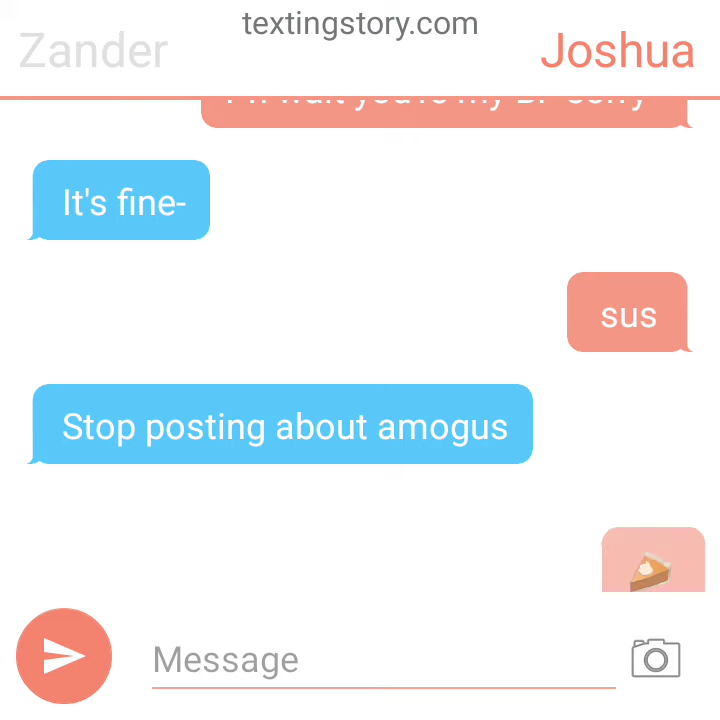 textingstory.com
Zander
Joshua
It's fine-
sus
Stop posting about amogus
Message